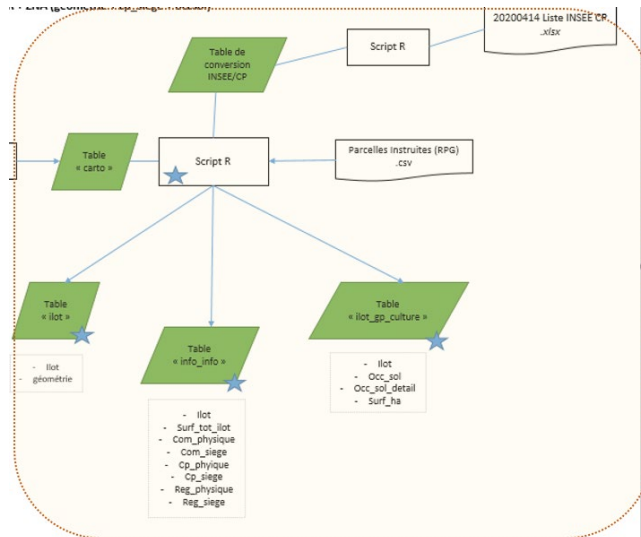 ZNA (géométrie
20200414 Liste INSEE CP
.xlsx
Table de
conversion
INSEE/CP
Script R
Table
« carto »
Script R
Parcelles Instruites (RPG)
.csv
Table
« ilot »
Table
« info_info »
Table
« ilot_gp_culture »
- Ilot
- géométrie
- Ilot
- Occ_sol
- Occ_sol_detail
- Surf_ha
- Ilot
- Surf_tot_ilot
- Com_physique
- Com_siege
- Cp_phyique
- Cp_siege
- Reg_physique
- Reg_siege